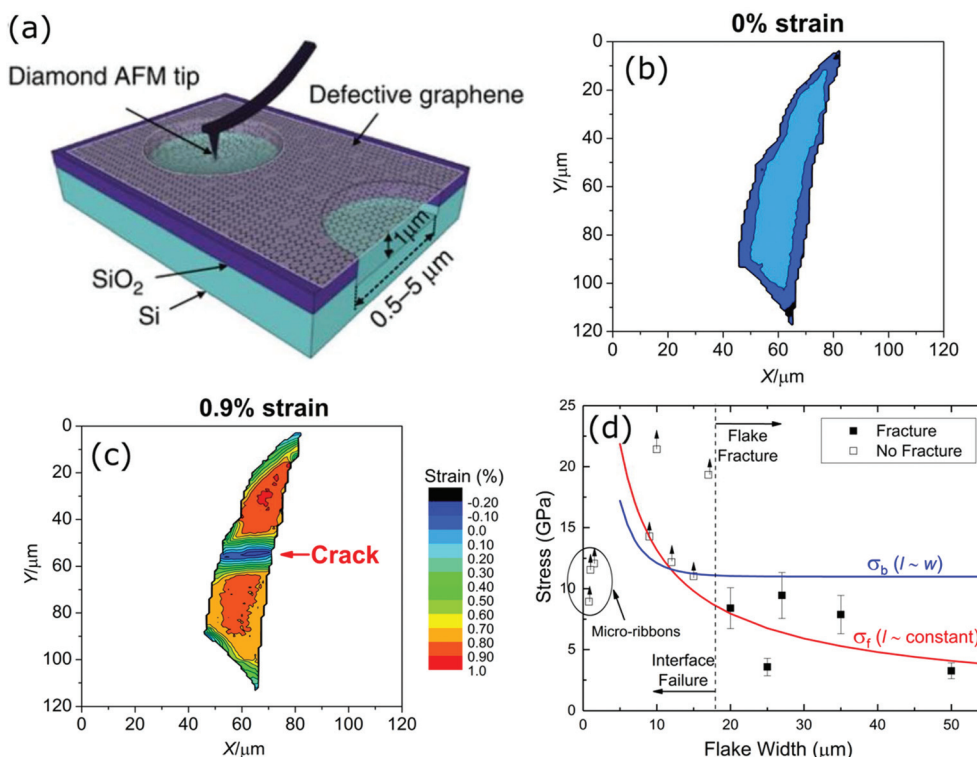 (a)
Diamond AFM tip
Defective graphene
SiO2
Si
1μm
0.5–5 μm
0% strain
(b)
0
20
40
60
80
100
120
Y/μm
0 20 40 60 80 100 120
X/μm
0.9% strain
(c)
0
20
40
60
80
100
120
Y/μm
0 20 40 60 80 100 120
X/μm
Crack
Strain (%)
-0.20
-0.10
0.0
0.10
0.20
0.30
0.40
0.50
0.60
0.70
0.80
0.90
1.0
(d)
Flake
Fracture
Fracture
No Fracture
25
20
15
10
5
0
Stress (GPa)
σb (l ~ w)
Micro-ribbons
σf (l ~ constant)
Interface
Failure
0 10 20 30 40 50
Flake Width (μm)